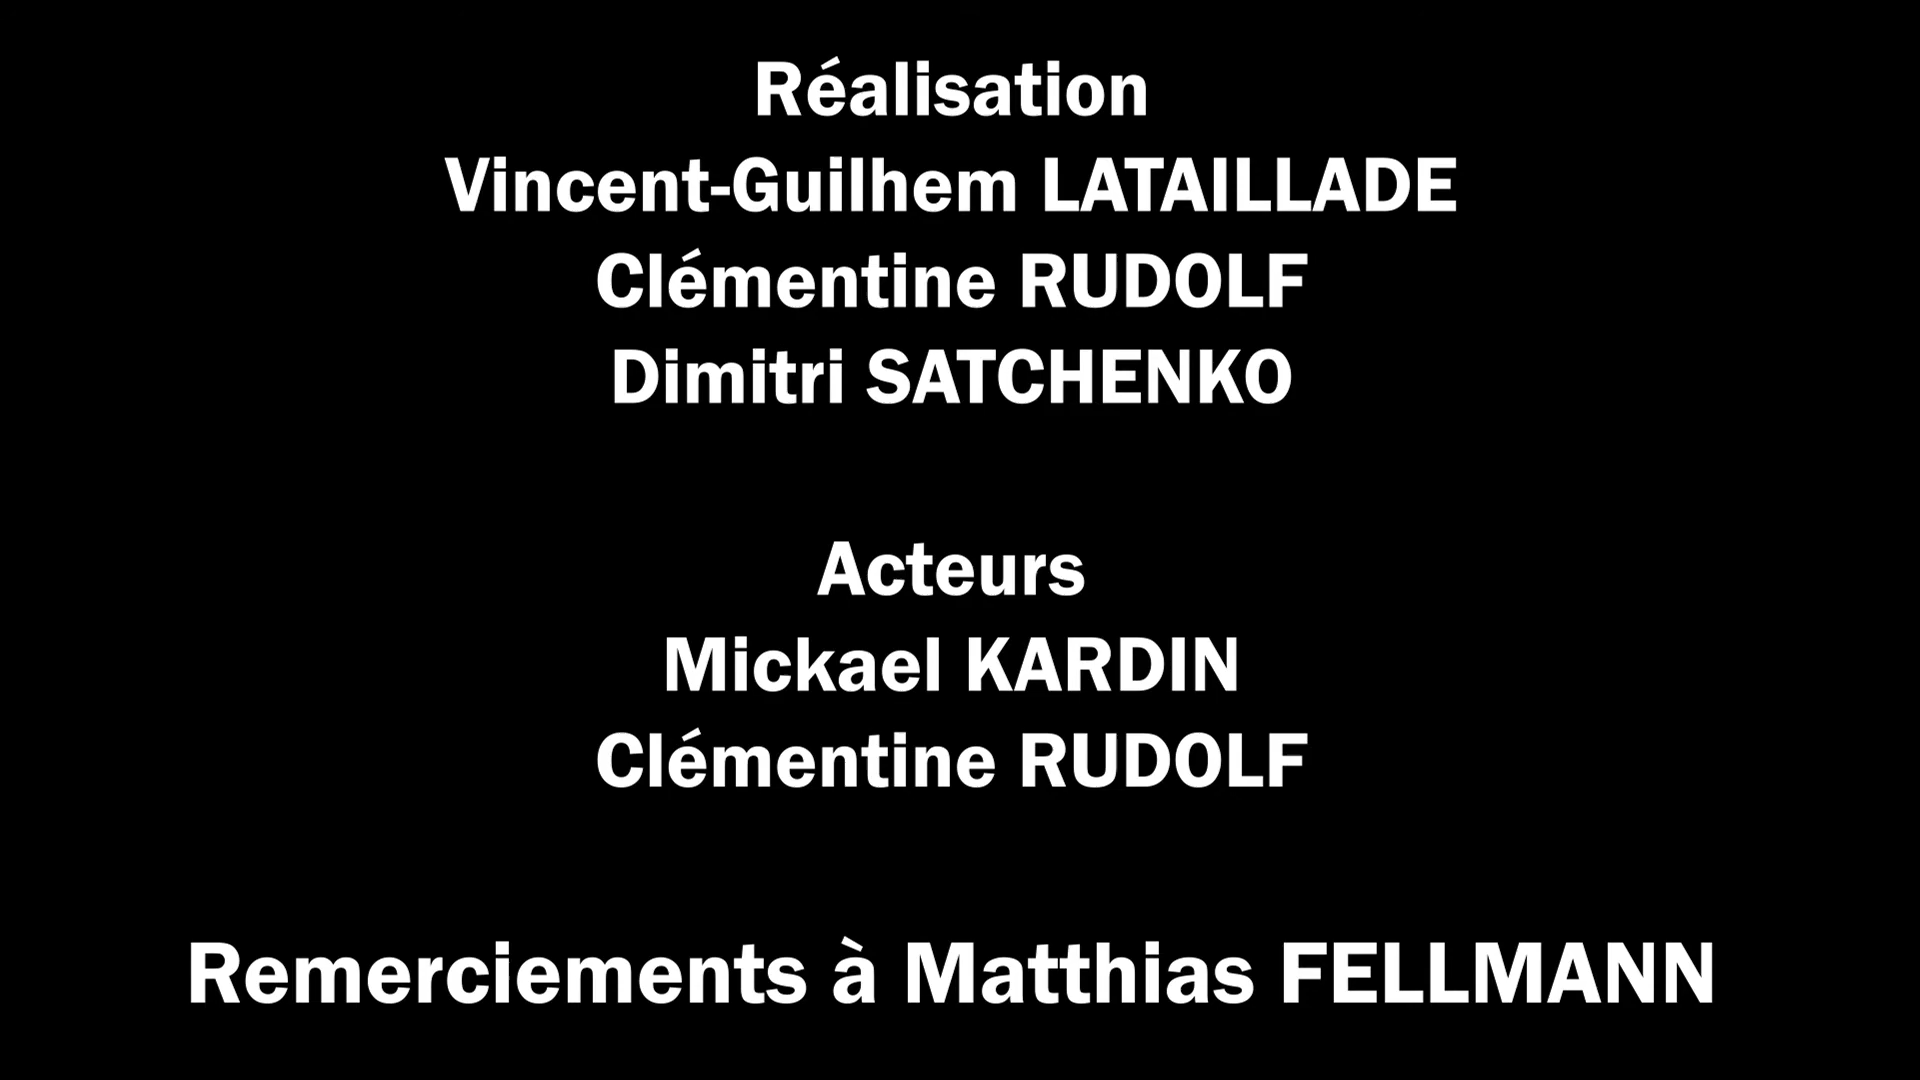 Réalisation
Vincent-Guilhem LATAILLADE
Clémentine RUDOLF
Dimitri SATCHENKO
Acteurs
Mickael KARDIN
Clémentine RUDOLF
Remerciements à Matthias FELLMANN